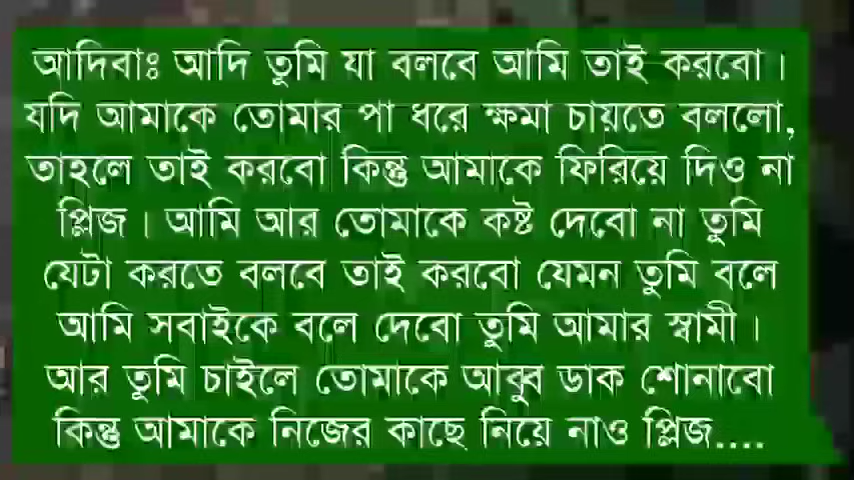 আদিবাঃ আদি তুমি যা বলবে আমি তাই করবো।
যদি আমাকে তোমার পা ধরে ক্ষমা চায়তে বললো,
তাহলে তাই করবো কিন্তু আমাকে ফিরিয়ে দিও না
প্লিজ। আমি আর তোমাকে কষ্ট দেবো না তুমি
যেটা করতে বলবে তাই করবো যেমন তুমি বলে
আমি সবাইকে বলে দেবো তুমি আমার স্বামী।
আর তুমি চাইলে তোমাকে আব্বু ডাক শোনাবো
কিন্তু আমাকে নিজের কাছে নিয়ে নাও প্লিজ....